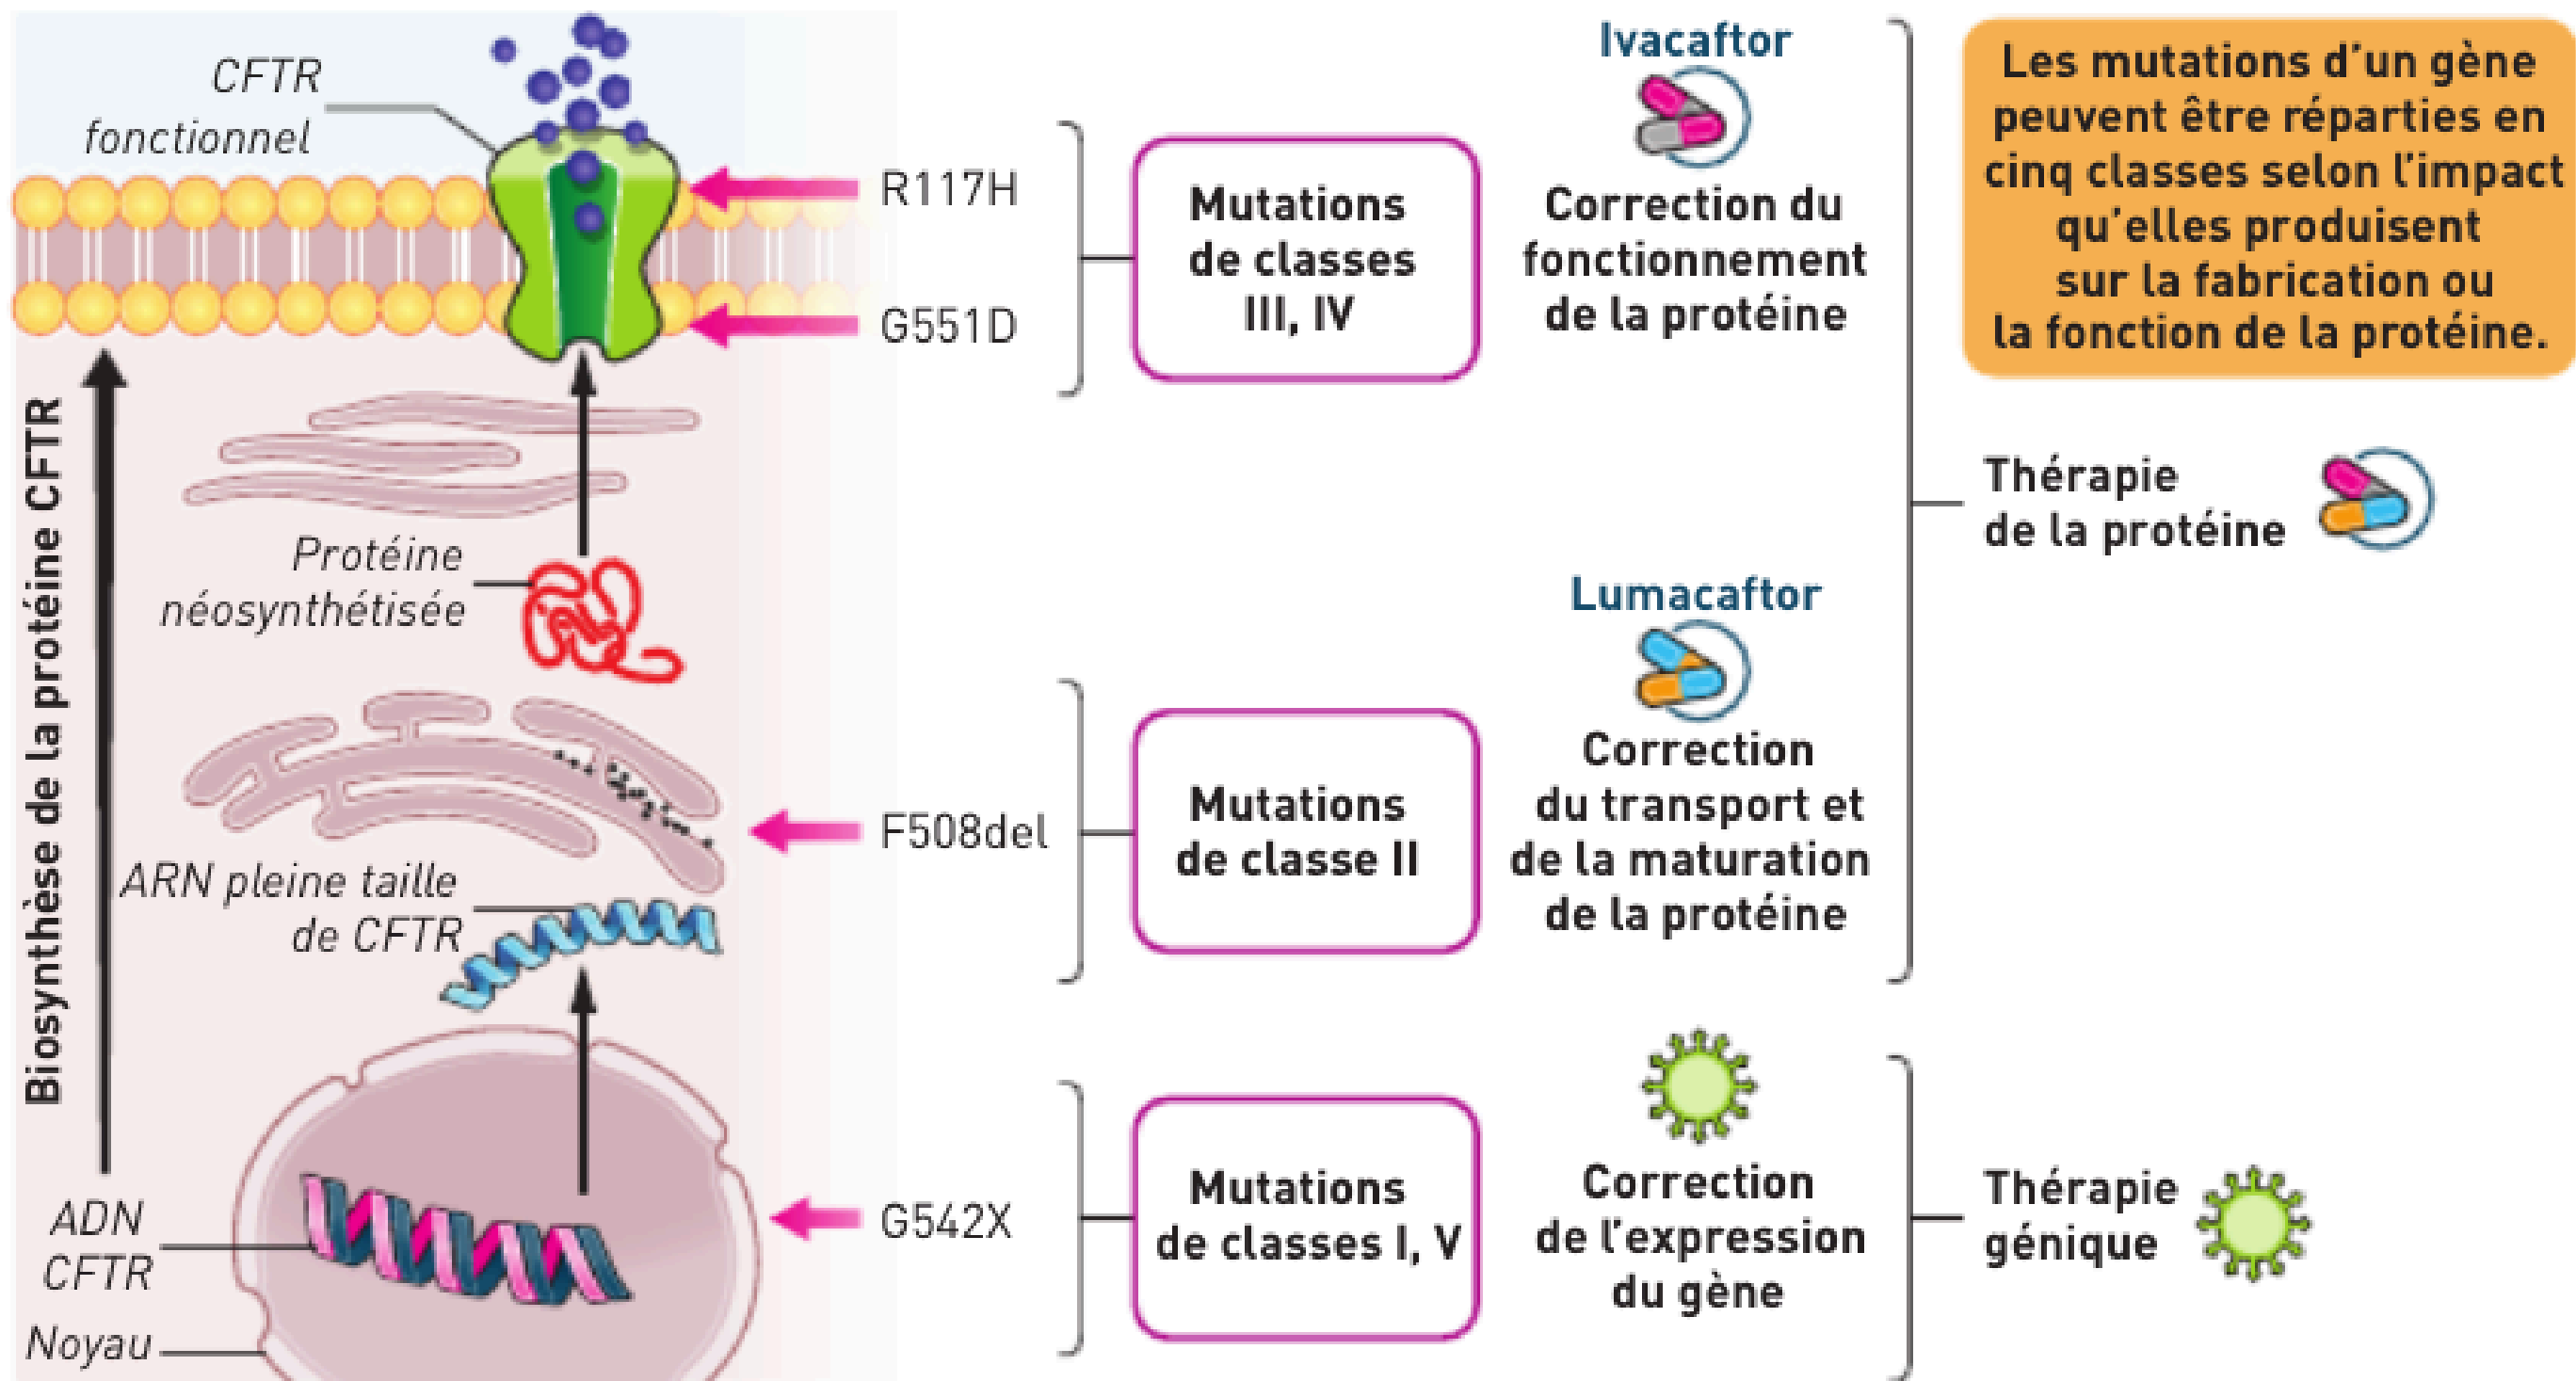 CFTR
fonctionnel
Biosynthèse de la protéine CFTR
Protéine
néosynthétisée
ARN pleine taille
de CFTR
ADN
CFTR
Noyau
R117H
G551D
F508del
G542X
Mutations
de classes
III, IV
Mutations
de classe II
Mutations
de classes I, V
Ivacaftor
Correction du
fonctionnement
de la protéine
Lumacaftor
Correction
du transport et
de la maturation
de la protéine
Correction
de l'expression
du gène
Les mutations d'un gène
peuvent être réparties en
cinq classes selon l'impact
qu'elles produisent
sur la fabrication ou
la fonction de la protéine.
Thérapie
de la protéine
Thérapie
génique